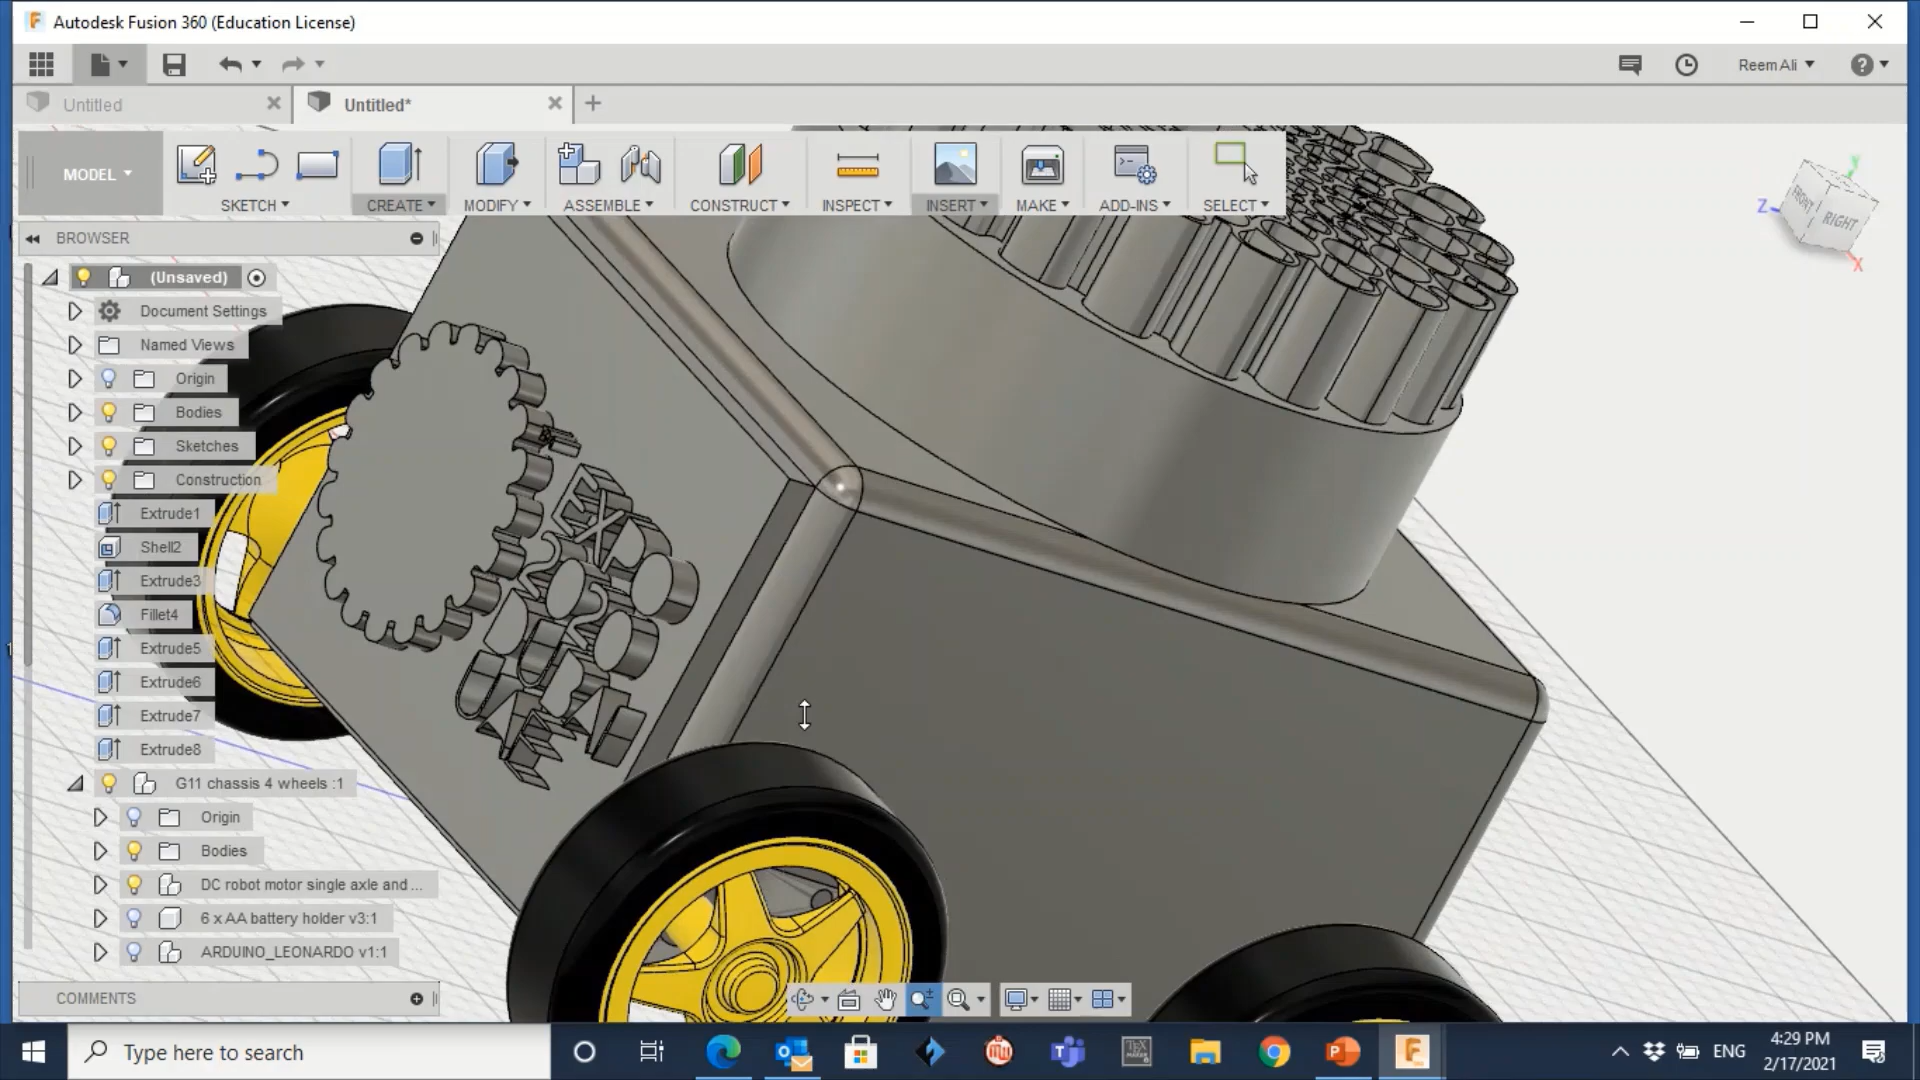 Autodesk Fusion 360 (Education License)
Reem Ali
Untitled
Untitled*
MODEL
SKETCH
CREATE
MODIFY
ASSEMBLE
CONSTRUCT
INSPECT
INSERT
MAKE
ADD-INS
SELECT
Y
Z
FRONT
RIGHT
X
BROWSER
(Unsaved)
Document Settings
Named Views
Origin
Bodies
Sketches
Construction
Extrude1
Shell2
Extrude3
Fillet4
Extrude5
Extrude6
Extrude7
Extrude8
G11 chassis 4 wheels :1
Origin
Bodies
DC robot motor single axle and ...
6 x AA battery holder v3:1
ARDUINO_LEONARDO v1:1
COMMENTS
Type here to search
ENG
4:29 PM
2/17/2021